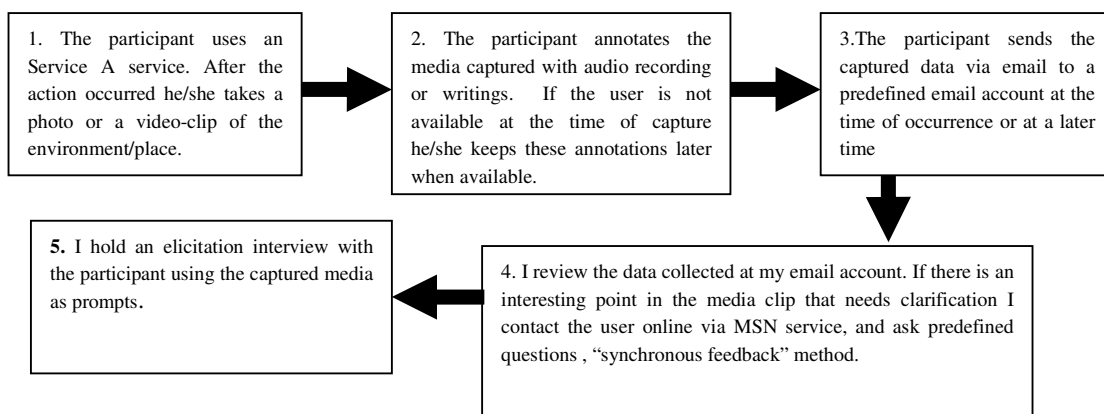 1. The participant uses an
Service A service. After the
action occurred he/she takes a
photo or a video-clip of the
environment/place.
2. The participant annotates the
media captured with audio recording
or writings. If the user is not
available at the time of capture
he/she keeps these annotations later
when available.
3.The participant sends the
captured data via email to a
predefined email account at the
time of occurrence or at a later
time
4. I review the data collected at my email account. If there is an
interesting point in the media clip that needs clarification I
contact the user online via MSN service, and ask predefined
questions , “synchronous feedback” method.
5. I hold an elicitation interview with
the participant using the captured media
as prompts.